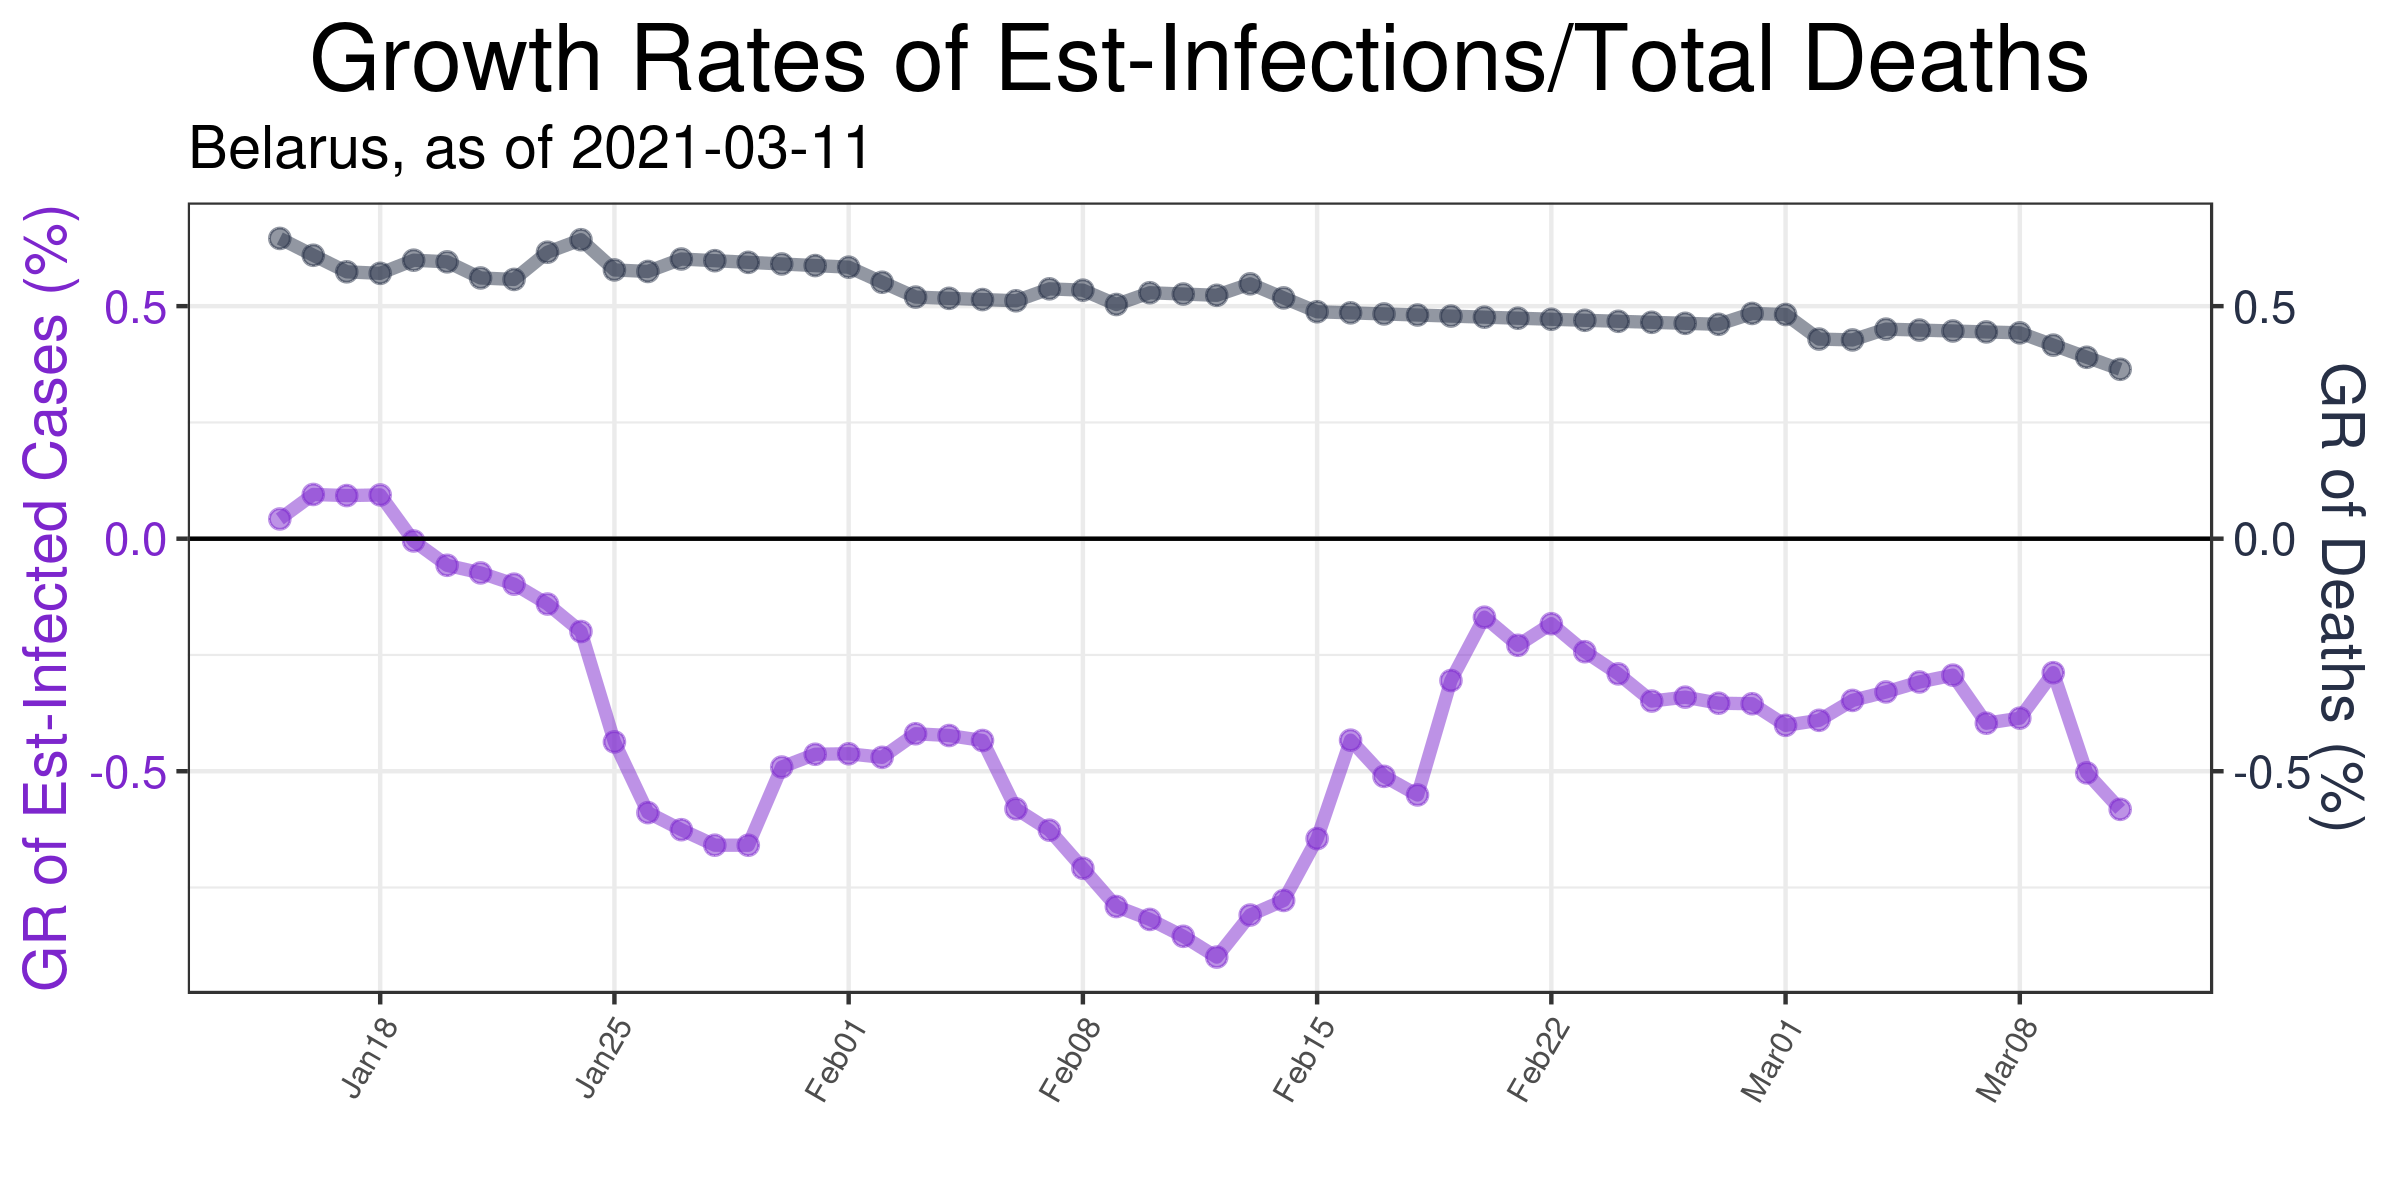 Growth Rates of Est-Infections/Total Deaths
Belarus, as of 2021-03-11
GR of Est-Infected Cases (%)
0.5
0.0
-0.5
0.5
0.0
-0.5
GR of Deaths (%)
Jan18
Jan25
Feb01
Feb08
Feb15
Feb22
Mar01
Mar08